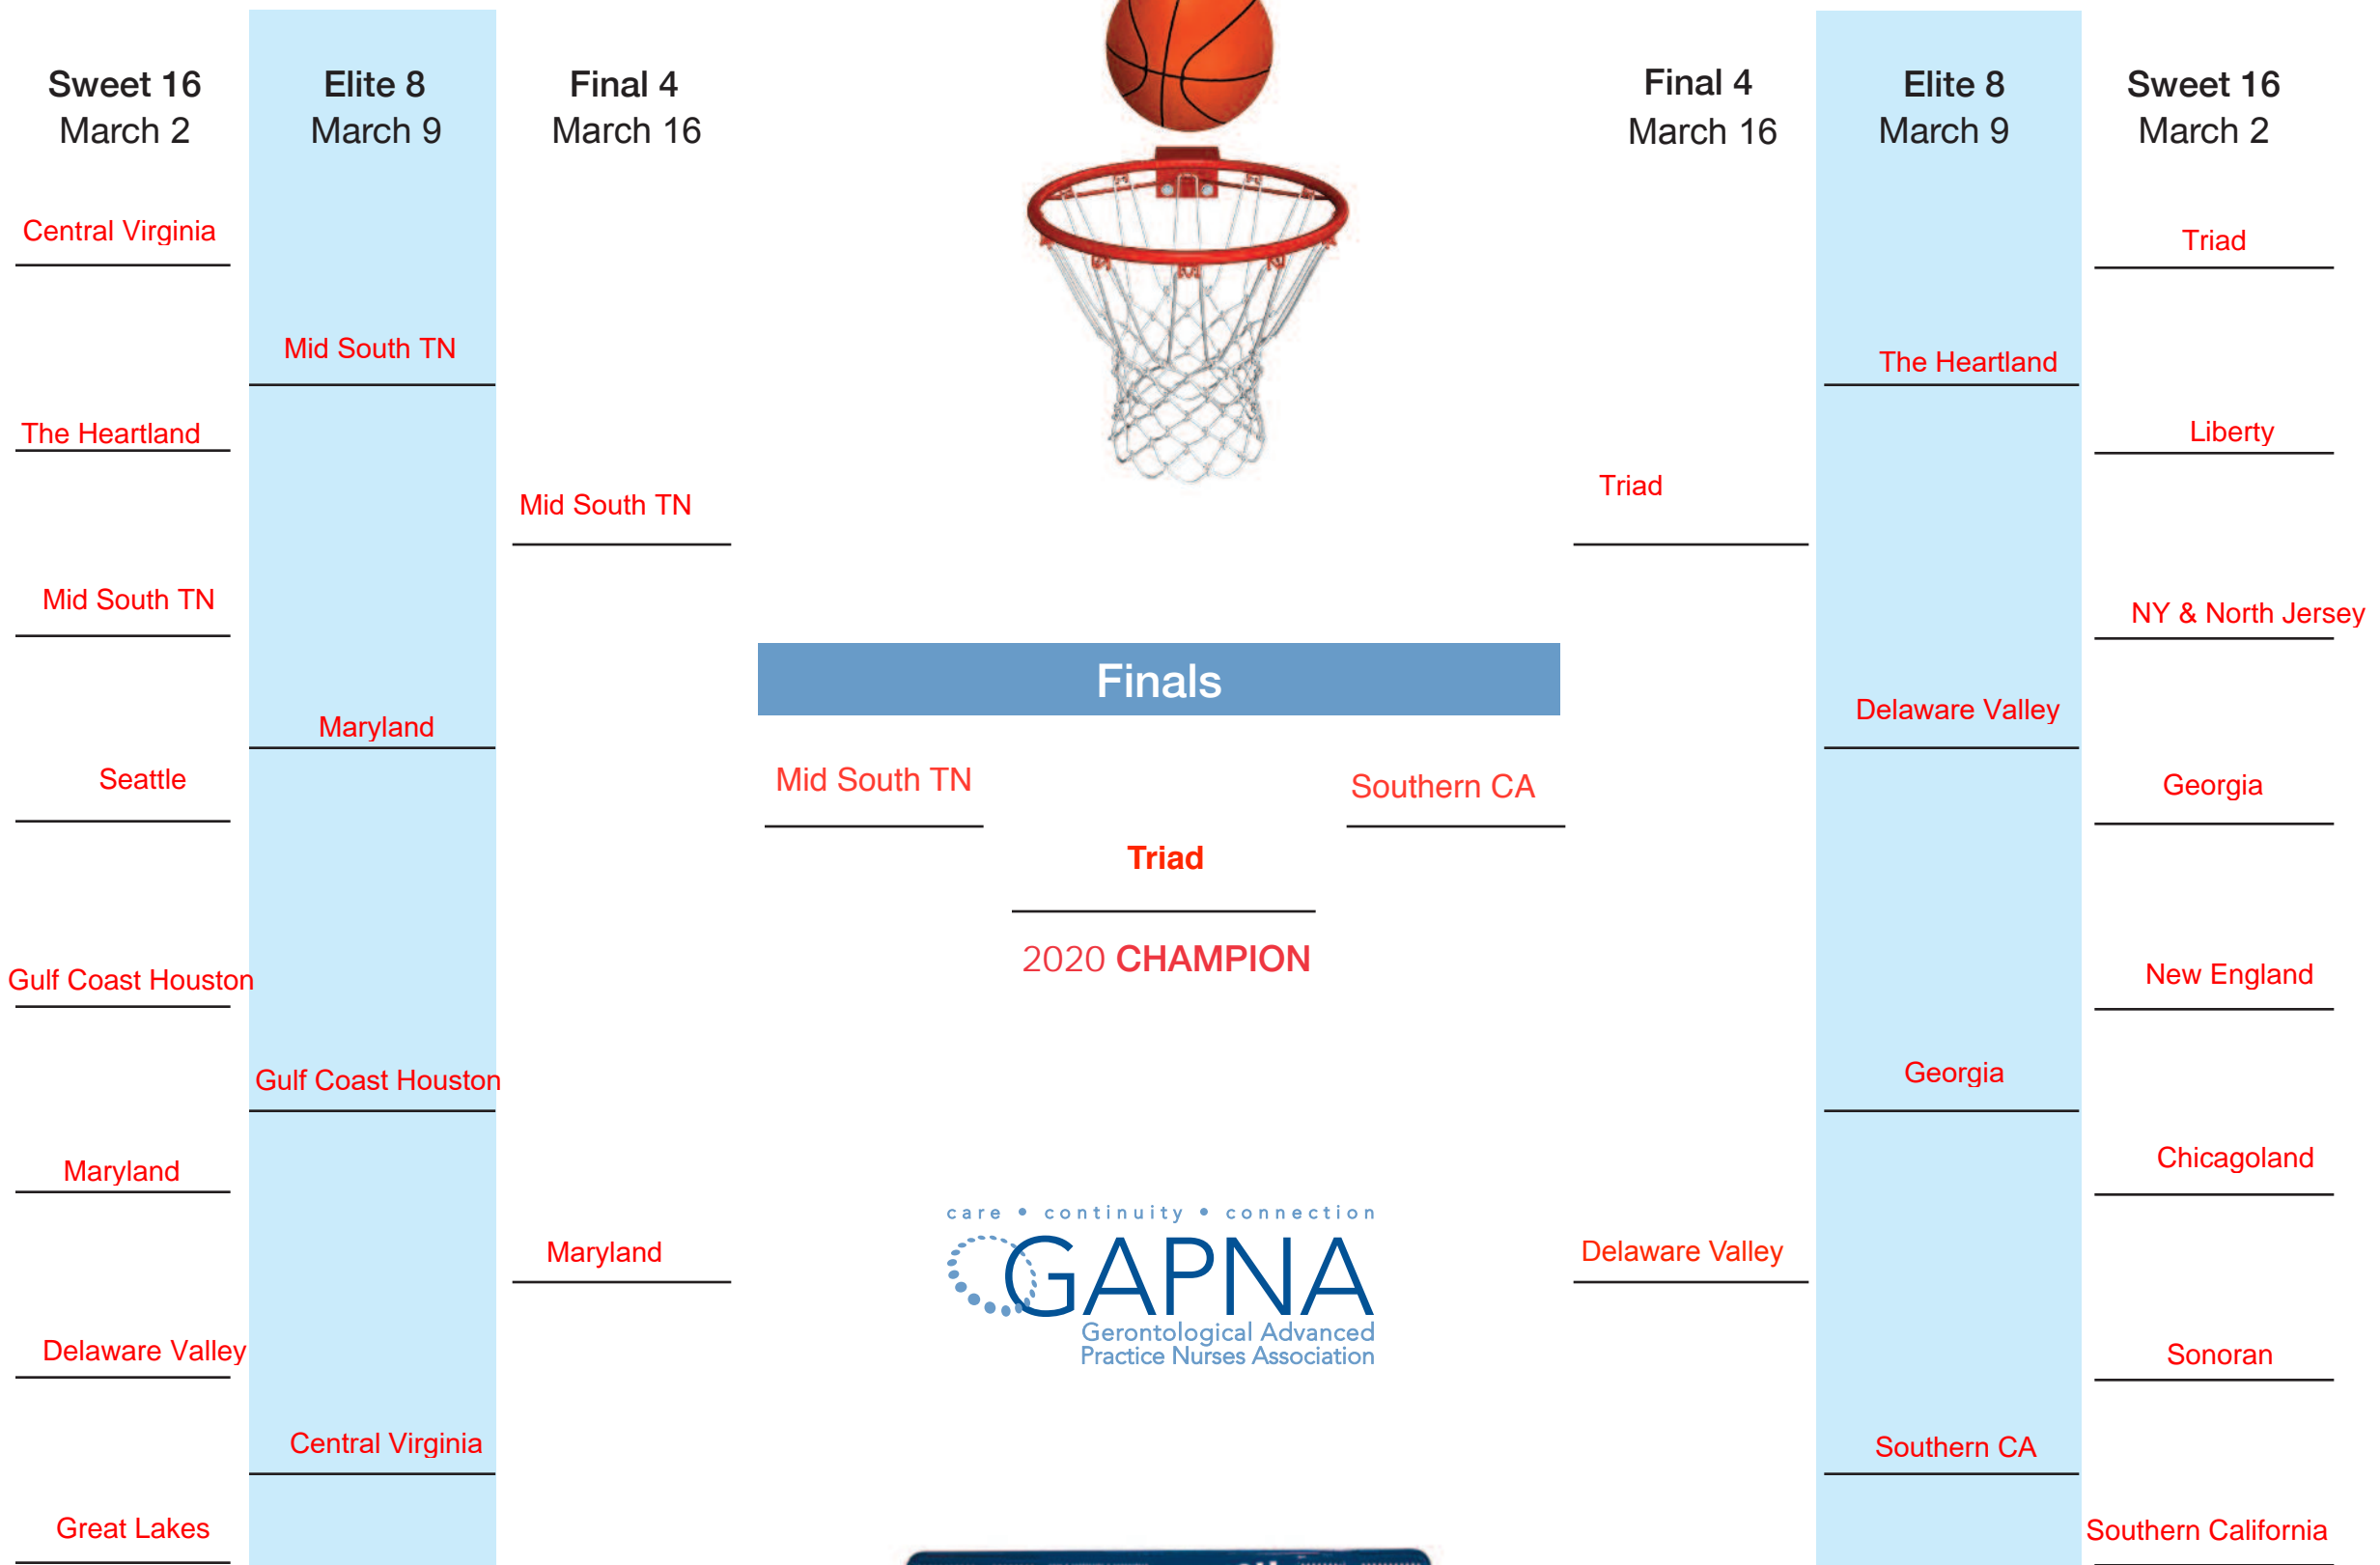 Sweet 16
March 2
Central Virginia
The Heartland
Mid South TN
Seattle
Gulf Coast Houston
Maryland
Delaware Valley
Great Lakes
Elite 8
March 9
Mid South TN
Maryland
Gulf Coast Houston
Central Virginia
Final 4
March 16
Mid South TN
Maryland
Finals
Mid South TN
Southern CA
Triad
2020 CHAMPION
care • continuity • connection
GAPNA
Gerontological Advanced
Practice Nurses Association
Final 4
March 16
Triad
Delaware Valley
Elite 8
March 9
The Heartland
Delaware Valley
Georgia
Southern CA
Sweet 16
March 2
Triad
Liberty
NY & North Jersey
Georgia
New England
Chicagoland
Sonoran
Southern California